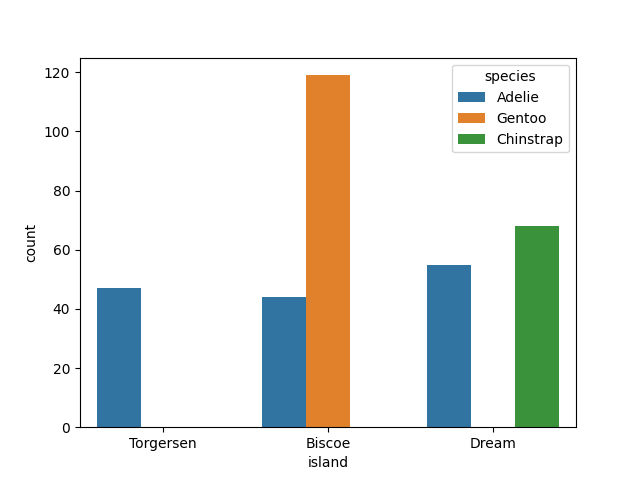 120
100
80
60
40
20
0
count
species
Adelie
Gentoo
Chinstrap
Torgersen
Biscoe
Dream
island